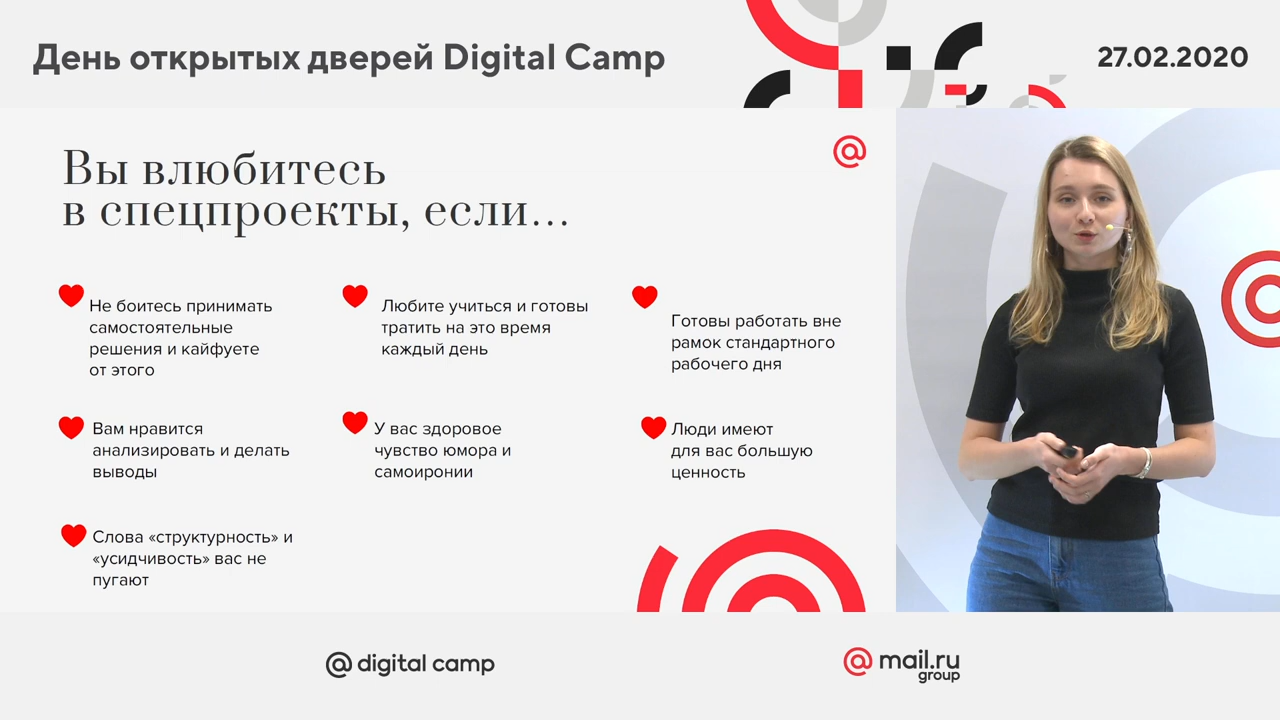 День открытых дверей Digital Camp
27.02.2020
Вы влюбитесь
в спецпроекты, если...
Не боитесь принимать
самостоятельные
решения и кайфуете
от этого
Любите учиться и готовы
тратить на это время
каждый день
Готовы работать вне
рамок стандартного
рабочего дня
Вам нравится
анализировать и делать
выводы
У вас здоровое
чувство юмора и
самоиронии
Люди имеют
для вас большую
ценность
Слова «структурность» и
«усидчивость» вас не
пугают
@ digital camp
@ mail.ru
group